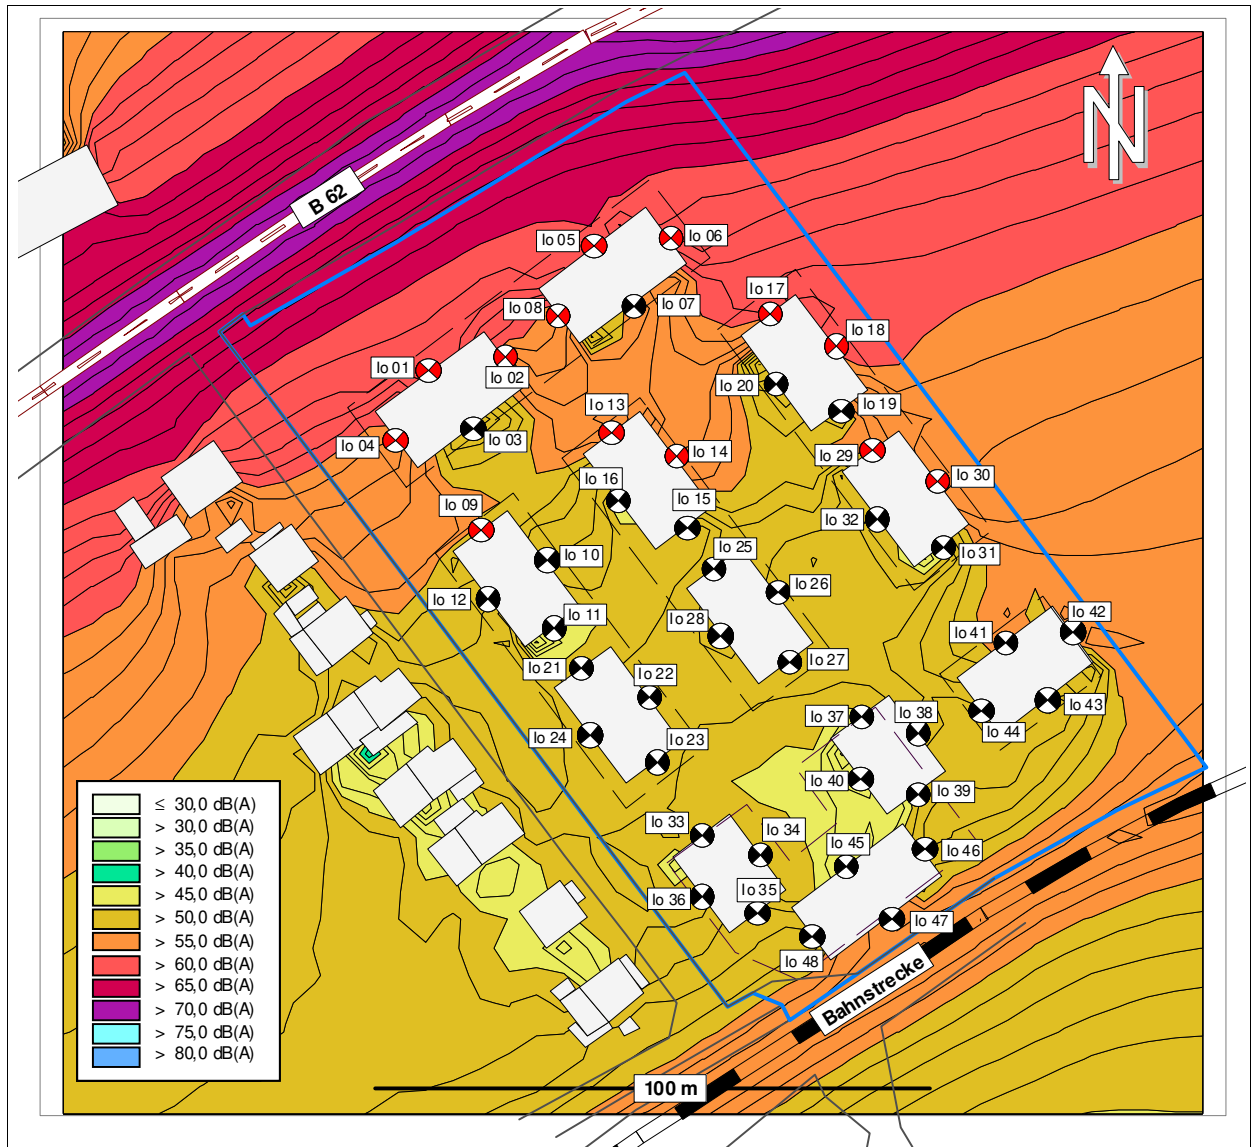 N
B 62
Io 05
Io 06
Io 17
Io 08
Io 07
Io 18
Io 01
Io 02
Io 20
Io 13
Io 19
Io 04
Io 03
Io 14
Io 29
Io 16
Io 30
Io 09
Io 15
Io 32
Io 25
Io 10
Io 31
Io 26
Io 12
Io 11
Io 28
Io 42
Io 41
Io 21
Io 27
Io 22
Io 37
Io 38
Io 43
Io 44
Io 24
Io 23
Io 40
Io 39
Io 33
Io 34
Io 45
Io 46
Io 36
Io 35
Io 47
Io 48
≤ 30,0 dB(A)
> 30,0 dB(A)
> 35,0 dB(A)
> 40,0 dB(A)
> 45,0 dB(A)
> 50,0 dB(A)
> 55,0 dB(A)
> 60,0 dB(A)
> 65,0 dB(A)
> 70,0 dB(A)
> 75,0 dB(A)
> 80,0 dB(A)
Bahnstrecke
100 m